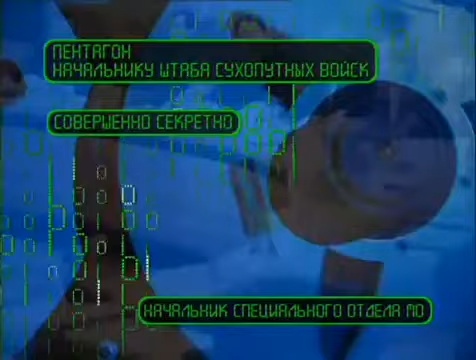 ПЕНТАГОН
НАЧАЛЬНИКУ ШТАБА СУХОПУТНЫХ ВОЙСК
СОВЕРШЕННО СЕКРЕТНО
НАЧАЛЬНИК СПЕЦИАЛЬНОГО ОТДЕЛА МО